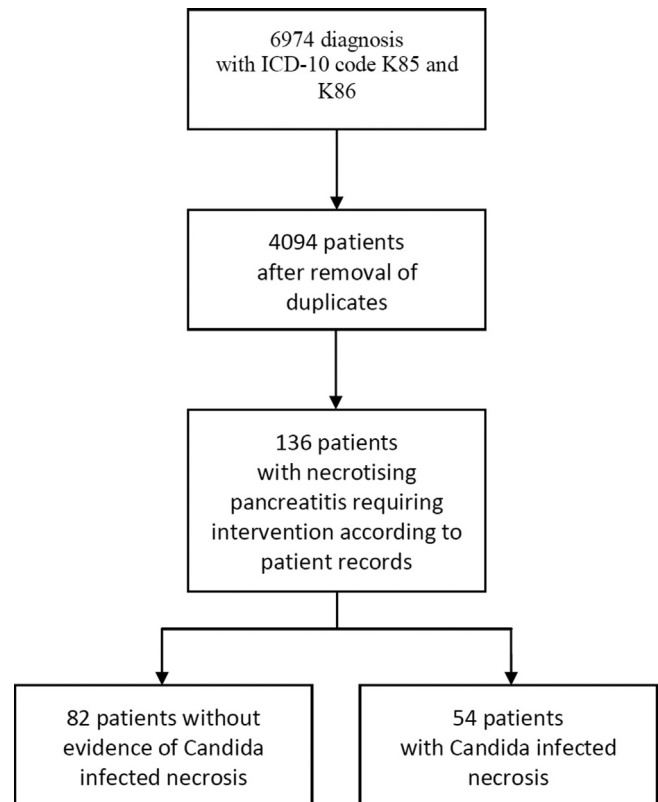 6974 diagnosis
with ICD-10 code K85 and
K86
4094 patients
after removal of
duplicates
136 patients
with necrotising
pancreatitis requiring
intervention according to
patient records
82 patients without
evidence of Candida
infected necrosis
54 patients
with Candida infected
necrosis